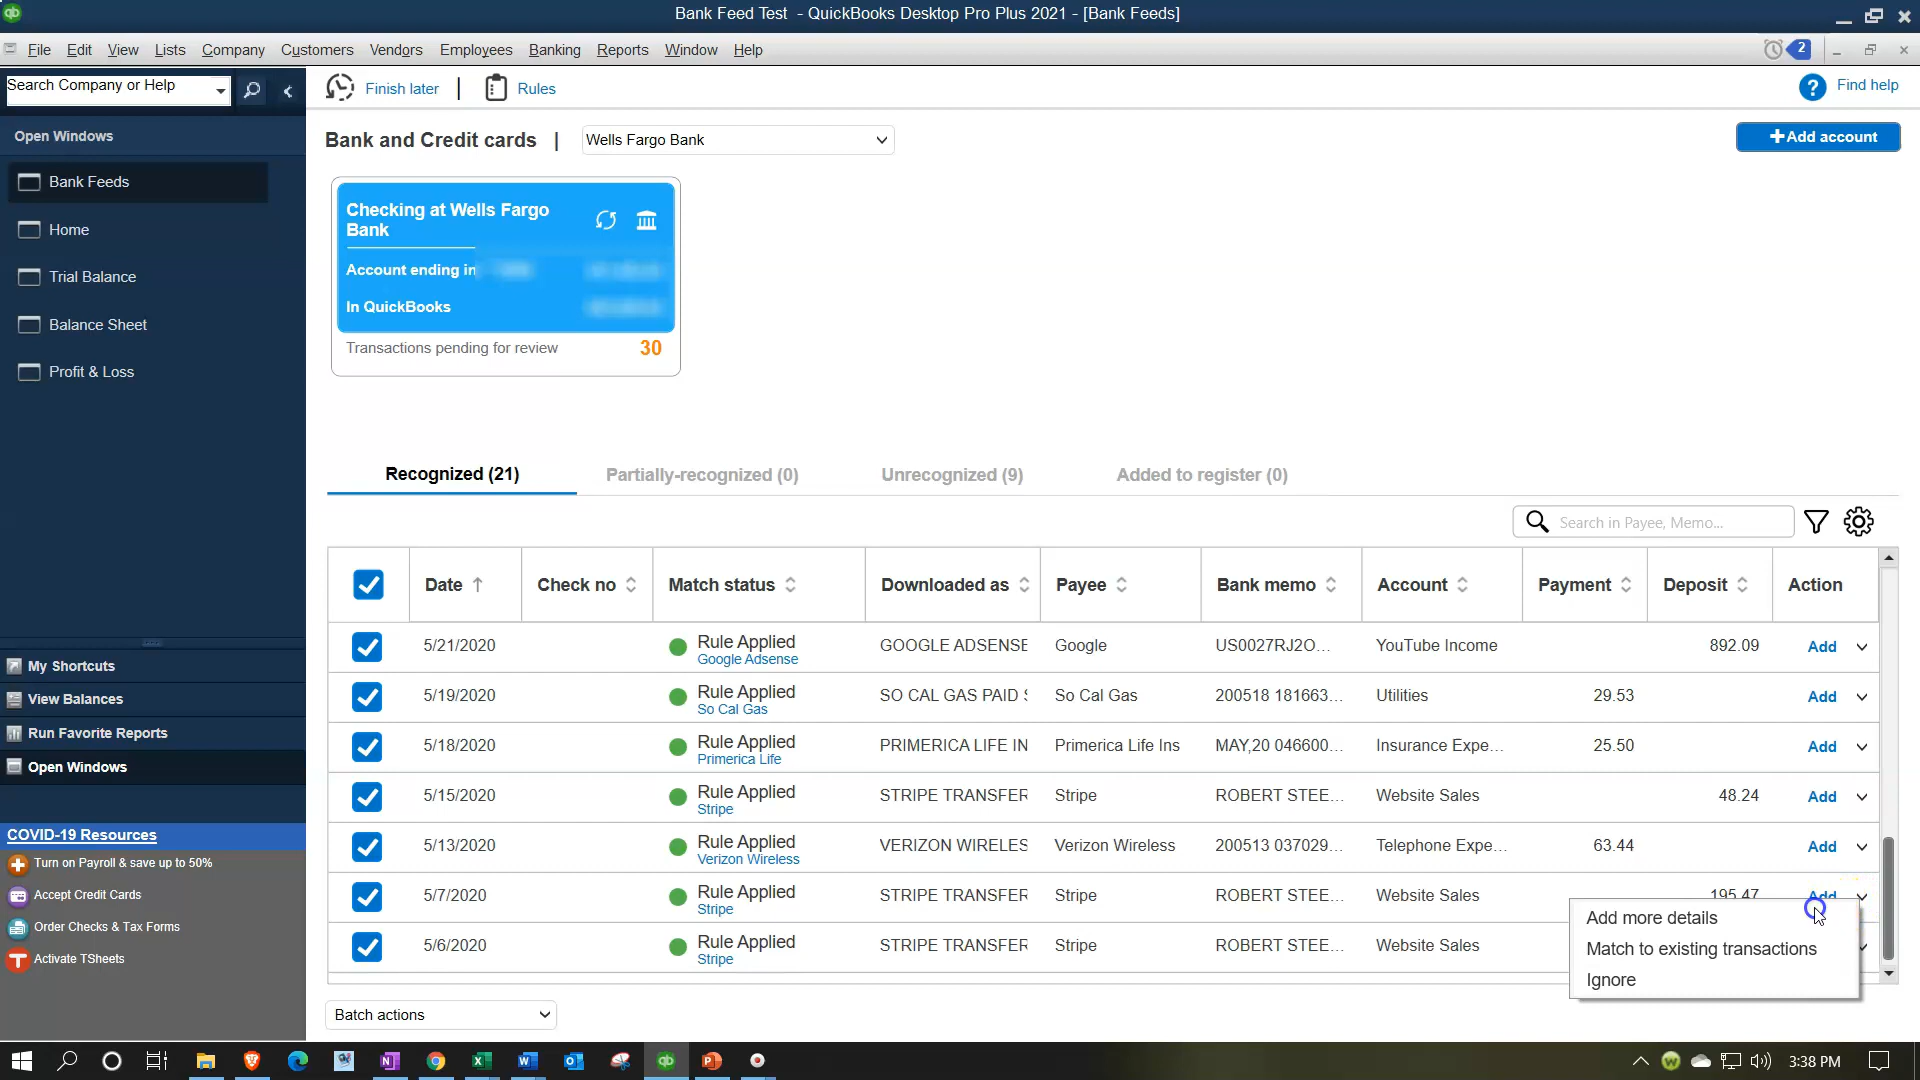 Bank Feed Test - QuickBooks Desktop Pro Plus 2021 - [Bank Feeds]
File Edit View Lists Company Customers Vendors Employees Banking Reports Window Help
2
Search Company or Help
Finish later | Rules
Find help
Open Windows
Bank and Credit cards | Wells Fargo Bank
Add account
Bank Feeds
Home
Trial Balance
Balance Sheet
Profit & Loss
Checking at Wells Fargo
Bank
Account ending in
In QuickBooks
Transactions pending for review 30
Recognized (21) Partially-recognized (0) Unrecognized (9) Added to register (0)
Search in Payee, Memo...
Date Check no Match status Downloaded as Payee Bank memo Account Payment Deposit Action
5/21/2020 Rule Applied GOOGLE ADSENSE Google US0027RJ2O... YouTube Income 892.09 Add
Google Adsense
5/19/2020 Rule Applied SO CAL GAS PAID So Cal Gas 200518 181663... Utilities 29.53 Add
So Cal Gas
5/18/2020 Rule Applied PRIMERICA LIFE IN Primerica Life Ins MAY,20 046600... Insurance Expe... 25.50 Add
Primerica Life
5/15/2020 Rule Applied STRIPE TRANSFER Stripe ROBERT STEE... Website Sales 48.24 Add
Stripe
5/13/2020 Rule Applied VERIZON WIRELES Verizon Wireless 200513 037029... Telephone Expe... 63.44 Add
Verizon Wireless
5/7/2020 Rule Applied STRIPE TRANSFER Stripe ROBERT STEE... Website Sales 195.47 Add
Stripe
5/6/2020 Rule Applied STRIPE TRANSFER Stripe ROBERT STEE... Website Sales
Stripe
Add more details
Match to existing transactions
Ignore
Batch actions
My Shortcuts
View Balances
Run Favorite Reports
Open Windows
COVID-19 Resources
Turn on Payroll & save up to 50%
Accept Credit Cards
Order Checks & Tax Forms
Activate TSheets
3:38 PM